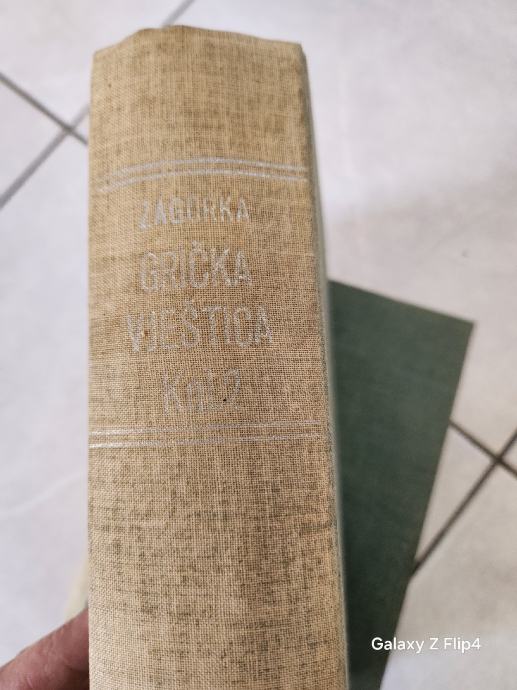 ZAGORKA
GRIČKA
VJEŠTICA
Knj. 2
Galaxy Z Flip4